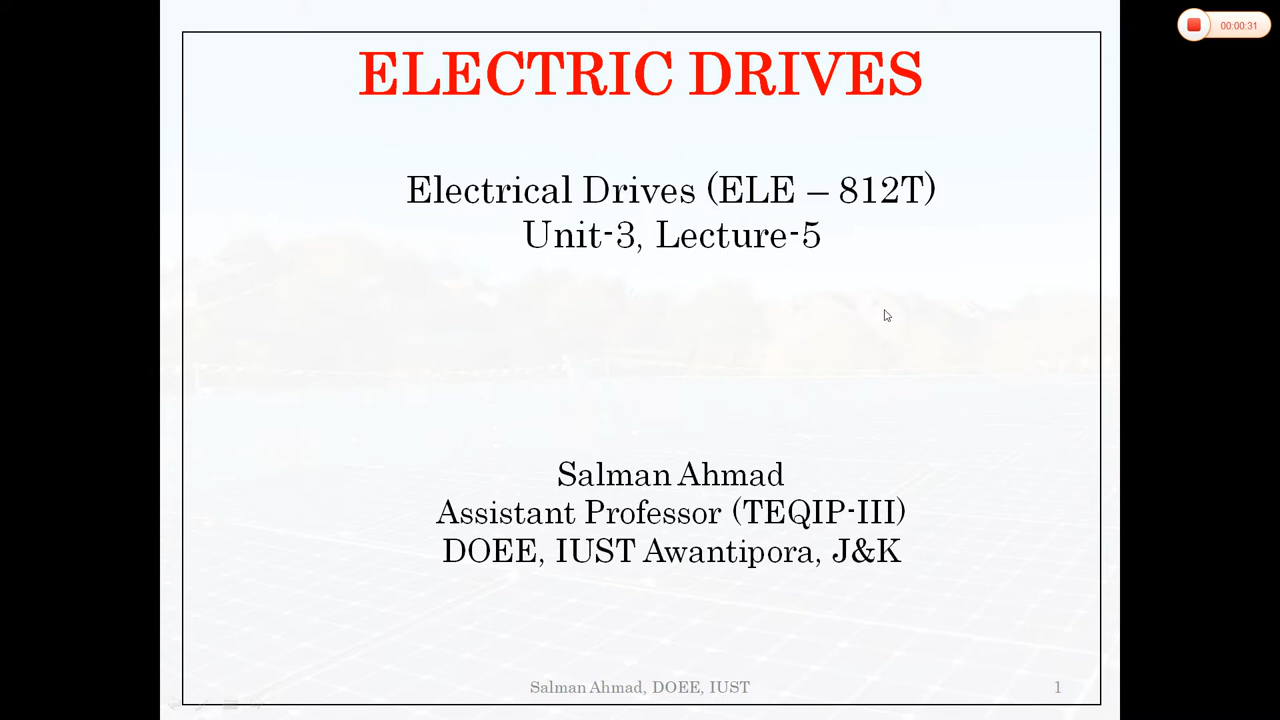 00:00:31
ELECTRIC DRIVES
Electrical Drives (ELE – 812T)
Unit-3, Lecture-5
Salman Ahmad
Assistant Professor (TEQIP-III)
DOEE, IUST Awantipora, J&K
Salman Ahmad, DOEE, IUST
1